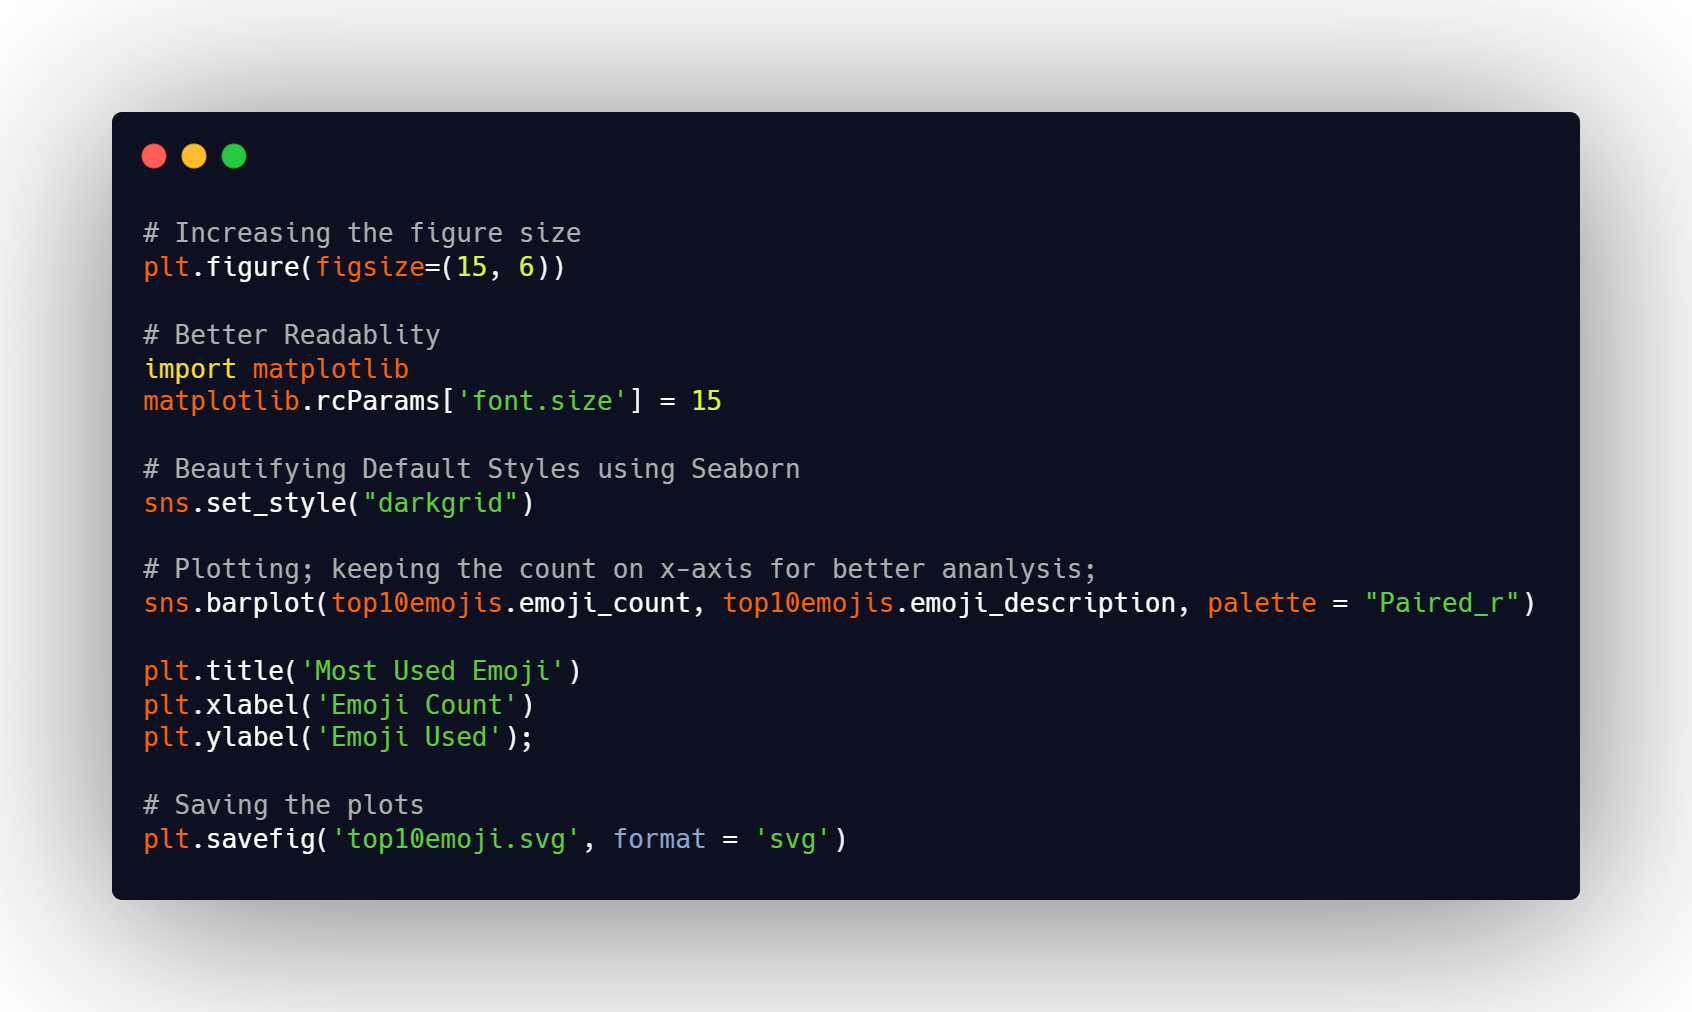 # Increasing the figure size
plt.figure(figsize=(15, 6))
# Better Readablity
import matplotlib
matplotlib.rcParams['font.size'] = 15
# Beautifying Default Styles using Seaborn
sns.set_style("darkgrid")
# Plotting; keeping the count on x-axis for better ananlysis;
sns.barplot(top10emojis.emoji_count, top10emojis.emoji_description, palette = "Paired_r")
plt.title('Most Used Emoji')
plt.xlabel('Emoji Count')
plt.ylabel('Emoji Used');
# Saving the plots
plt.savefig('top10emoji.svg', format = 'svg')